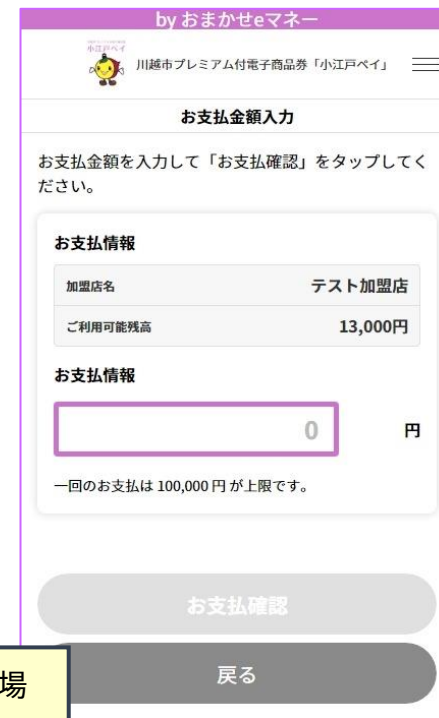 by おまかせeマネー
小江戸ペイ
川越市プレミアム付電子商品券「小江戸ペイ」
お支払金額入力
お支払金額を入力して「お支払確認」をタップしてく
ださい。
お支払情報
加盟店名 テスト加盟店
ご利用可能残高 13,000円
お支払情報
0 円
一回のお支払は 100,000 円 が上限です。
お支払確認
戻る
場